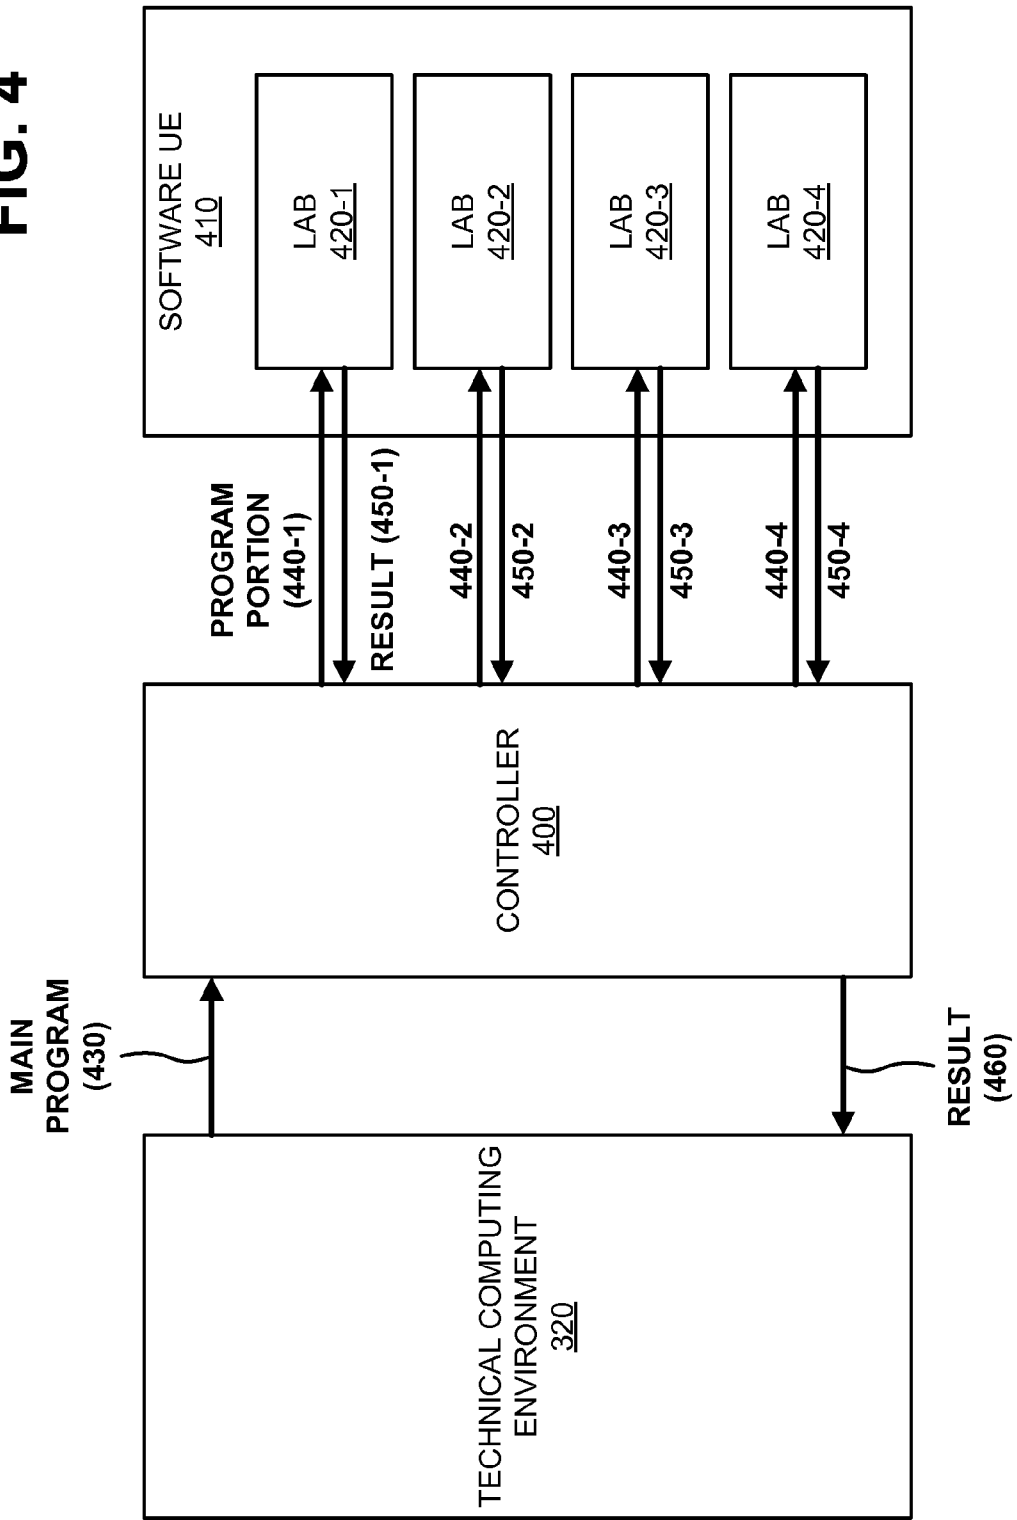 FIG. 4
TECHNICAL COMPUTING
ENVIRONMENT
320
MAIN
PROGRAM
(430)
RESULT
(460)
CONTROLLER
400
PROGRAM
PORTION
(440-1)
RESULT (450-1)
440-2
450-2
440-3
450-3
440-4
450-4
SOFTWARE UE
410
LAB
420-1
LAB
420-2
LAB
420-3
LAB
420-4